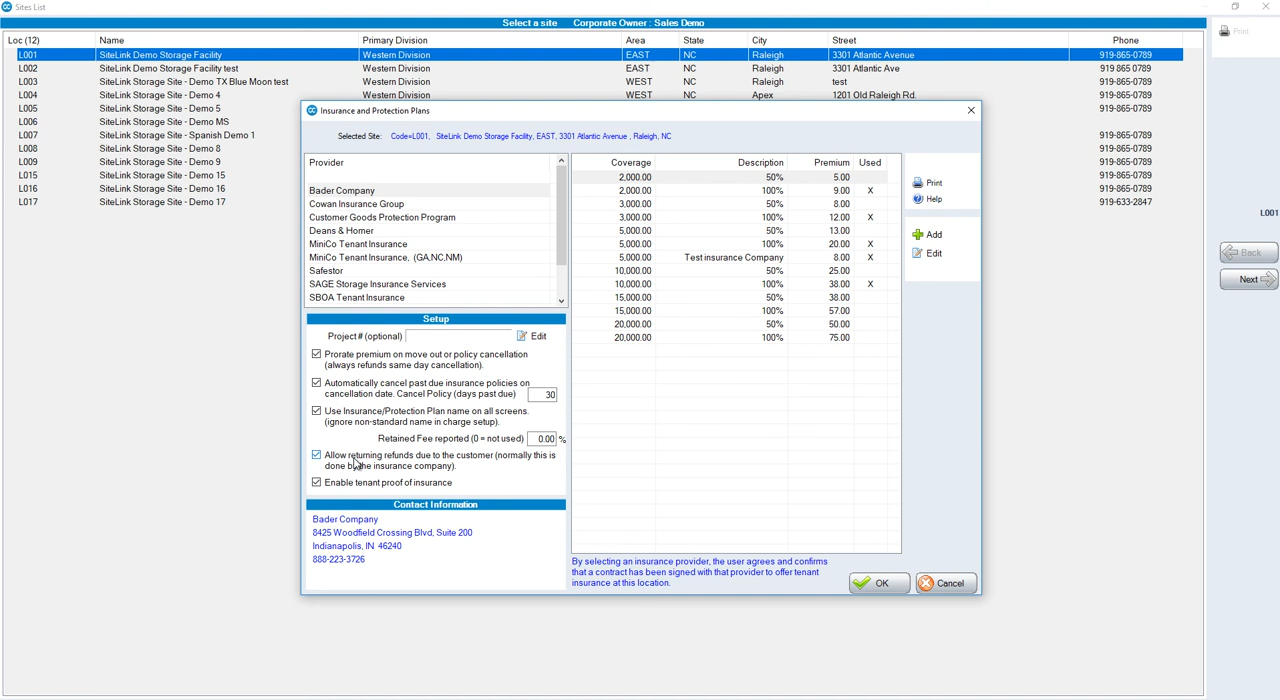 Sites List
Select a site Corporate Owner : Sales Demo
Print
Loc (12) Name Primary Division Area State City Street Phone
L001 SiteLink Demo Storage Facility Western Division EAST NC Raleigh 3301 Atlantic Avenue 919-865-0789
L002 SiteLink Demo Storage Facility test Western Division EAST NC Raleigh 3301 Atlantic Ave 919 865 0789
L003 SiteLink Storage Site - Demo TX Blue Moon test Western Division WEST NC Raleigh test 919-865-0789
L004 SiteLink Storage Site - Demo 4 Western Division WEST NC Apex 1201 Old Raleigh Rd. 919-865-0789
L005 SiteLink Storage Site - Demo 5 919-865-0789
L006 SiteLink Storage Site - Demo MS
L007 SiteLink Storage Site - Spanish Demo 1 919-865-0789
L008 SiteLink Storage Site - Demo 8 919-865-0789
L009 SiteLink Storage Site - Demo 9 919-865-0789
L015 SiteLink Storage Site - Demo 15 919-865-0789
L016 SiteLink Storage Site - Demo 16 919-865-0789
L017 SiteLink Storage Site - Demo 17 919-633-2847
L001
Back
Next
Insurance and Protection Plans
Selected Site: Code=L001, SiteLink Demo Storage Facility, EAST, 3301 Atlantic Avenue , Raleigh, NC
Provider
Bader Company
Cowan Insurance Group
Customer Goods Protection Program
Deans & Homer
MiniCo Tenant Insurance
MiniCo Tenant Insurance, (GA,NC,NM)
Safestor
SAGE Storage Insurance Services
SBOA Tenant Insurance
Setup
Project # (optional) Edit
Prorate premium on move out or policy cancellation
(always refunds same day cancellation).
Automatically cancel past due insurance policies on
cancellation date. Cancel Policy (days past due) 30
Use Insurance/Protection Plan name on all screens.
(ignore non-standard name in charge setup).
Retained Fee reported (0 = not used) 0.00 %
Allow returning refunds due to the customer (normally this is
done by the insurance company).
Enable tenant proof of insurance
Contact Information
Bader Company
8425 Woodfield Crossing Blvd, Suite 200
Indianapolis, IN 46240
888-223-3726
Coverage Description Premium Used
2,000.00 50% 5.00
2,000.00 100% 9.00 X
3,000.00 50% 8.00
3,000.00 100% 12.00 X
5,000.00 50% 13.00
5,000.00 100% 20.00 X
5,000.00 Test insurance Company 8.00 X
10,000.00 50% 25.00
10,000.00 100% 38.00 X
15,000.00 50% 38.00
15,000.00 100% 57.00
20,000.00 50% 50.00
20,000.00 100% 75.00
By selecting an insurance provider, the user agrees and confirms
that a contract has been signed with that provider to offer tenant
insurance at this location.
Print
Help
Add
Edit
OK
Cancel